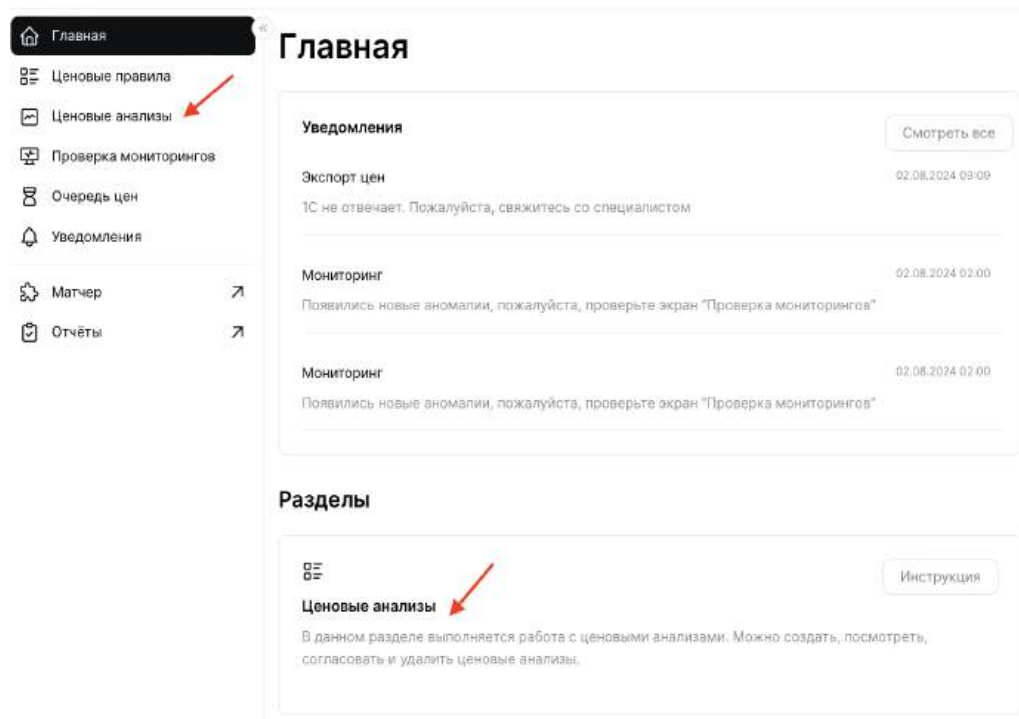 Главная
Ценовые правила
Ценовые анализы
Проверка мониторингов
Очередь цен
Уведомления
Матчер
Отчёты
Главная
Уведомления
Смотреть все
Экспорт цен
02.08.2024 09:09
1С не отвечает. Пожалуйста, свяжитесь со специалистом
Мониторинг
02.08.2024 02:00
Появились новые аномалии, пожалуйста, проверьте экран "Проверка мониторингов"
Мониторинг
02.08.2024 02:00
Появились новые аномалии, пожалуйста, проверьте экран "Проверка мониторингов"
Разделы
Инструкция
Ценовые анализы
В данном разделе выполняется работа с ценовыми анализами. Можно создать, посмотреть,
согласовать и удалить ценовые анализы.